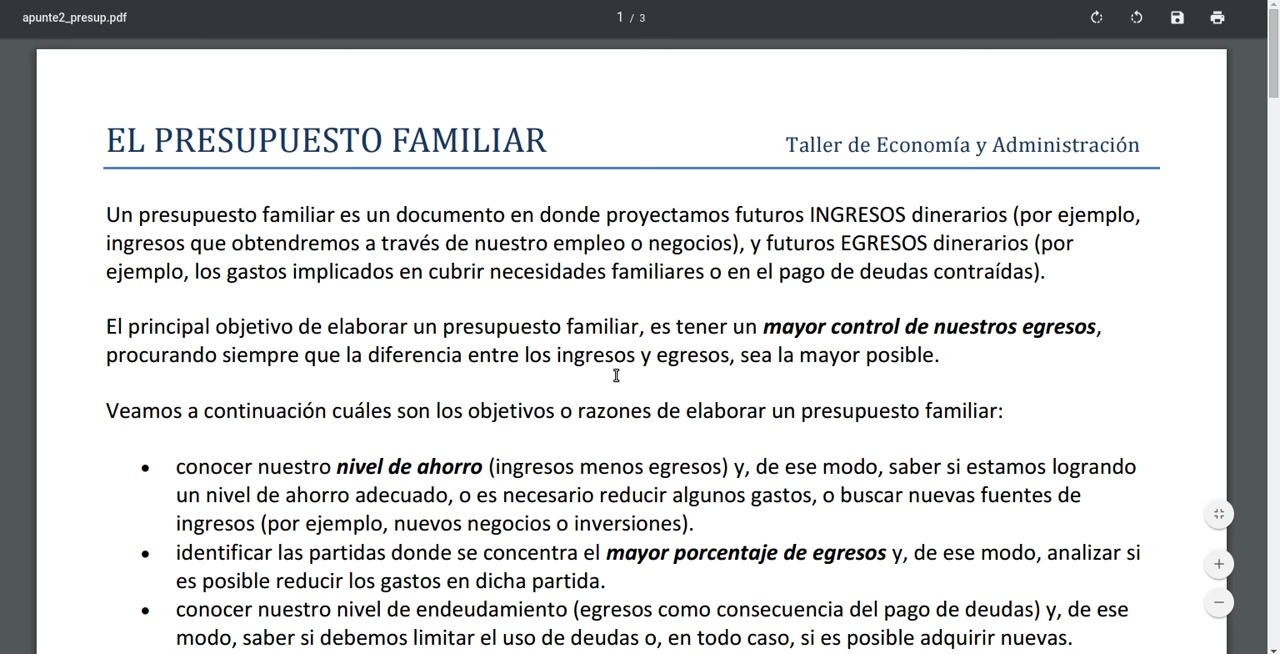 apunte2_presup.pdf 1 / 3
EL PRESUPUESTO FAMILIAR Taller de Economía y Administración
Un presupuesto familiar es un documento en donde proyectamos futuros INGRESOS dinerarios (por ejemplo,
ingresos que obtendremos a través de nuestro empleo o negocios), y futuros EGRESOS dinerarios (por
ejemplo, los gastos implicados en cubrir necesidades familiares o en el pago de deudas contraídas).
El principal objetivo de elaborar un presupuesto familiar, es tener un mayor control de nuestros egresos,
procurando siempre que la diferencia entre los ingresos y egresos, sea la mayor posible.
Veamos a continuación cuáles son los objetivos o razones de elaborar un presupuesto familiar:
• conocer nuestro nivel de ahorro (ingresos menos egresos) y, de ese modo, saber si estamos logrando
un nivel de ahorro adecuado, o es necesario reducir algunos gastos, o buscar nuevas fuentes de
ingresos (por ejemplo, nuevos negocios o inversiones).
• identificar las partidas donde se concentra el mayor porcentaje de egresos y, de ese modo, analizar si
es posible reducir los gastos en dicha partida.
• conocer nuestro nivel de endeudamiento (egresos como consecuencia del pago de deudas) y, de ese
modo, saber si debemos limitar el uso de deudas o, en todo caso, si es posible adquirir nuevas.